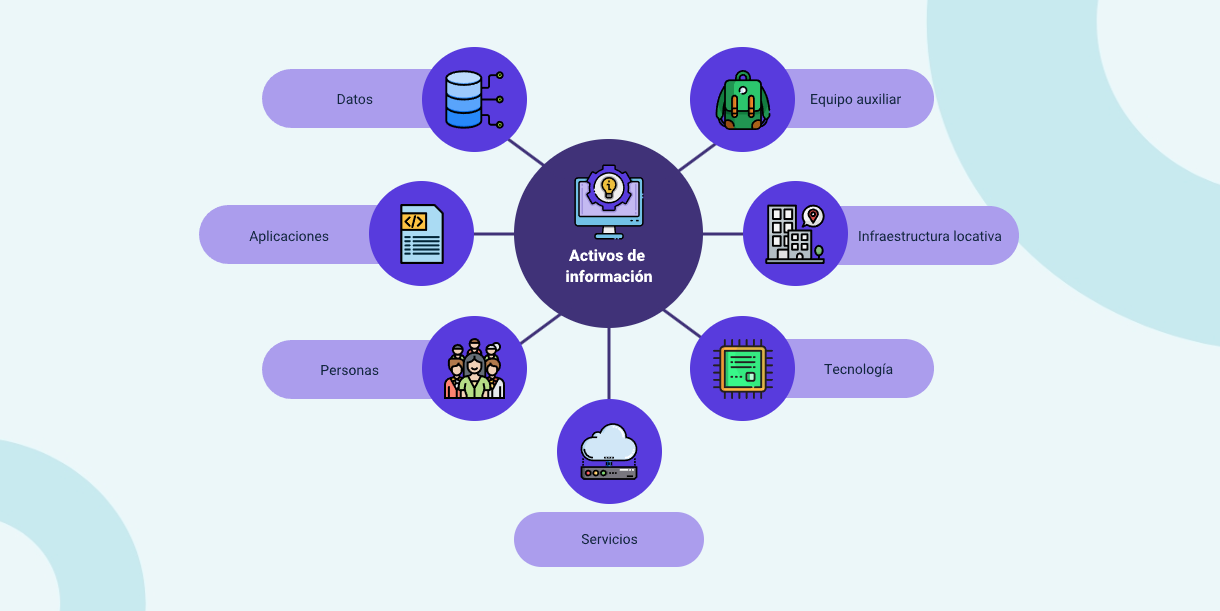 Datos
Equipo auxiliar
Aplicaciones
Activos de
información
Infraestructura locativa
Personas
Tecnología
Servicios